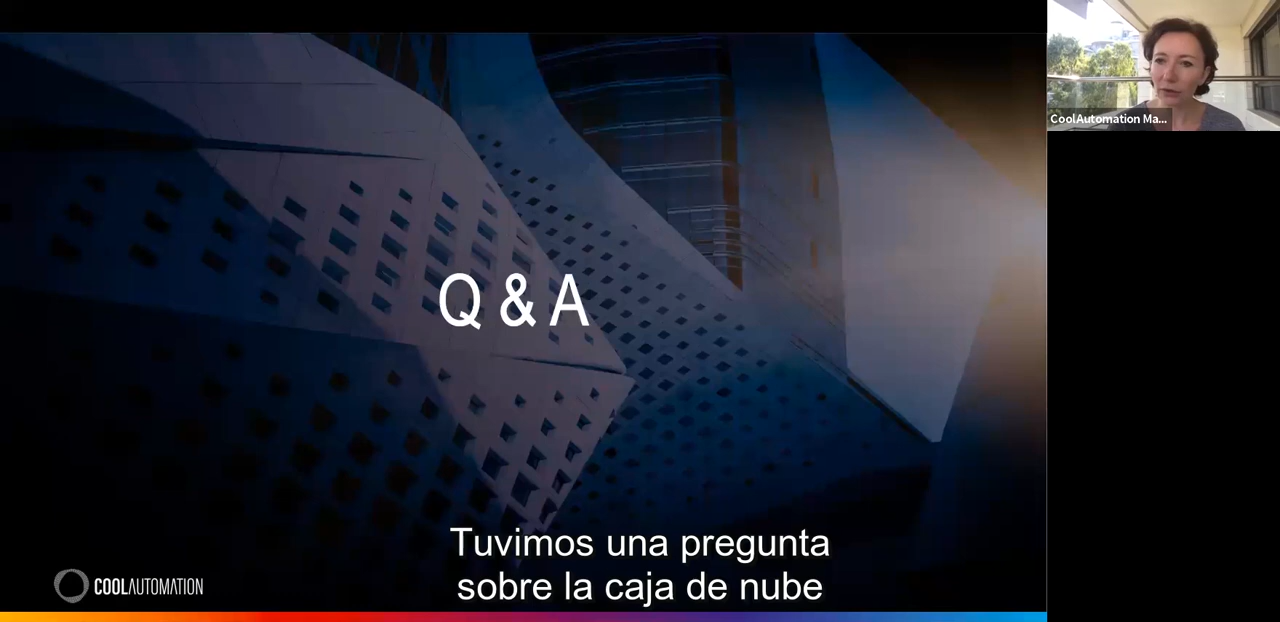 CoolAutomation Ma...
Q & A
Tuvimos una pregunta
sobre la caja de nube
COOLAUTOMATION